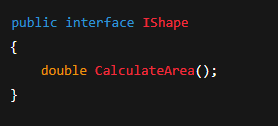 public interface IShape
{
    double CalculateArea();
}